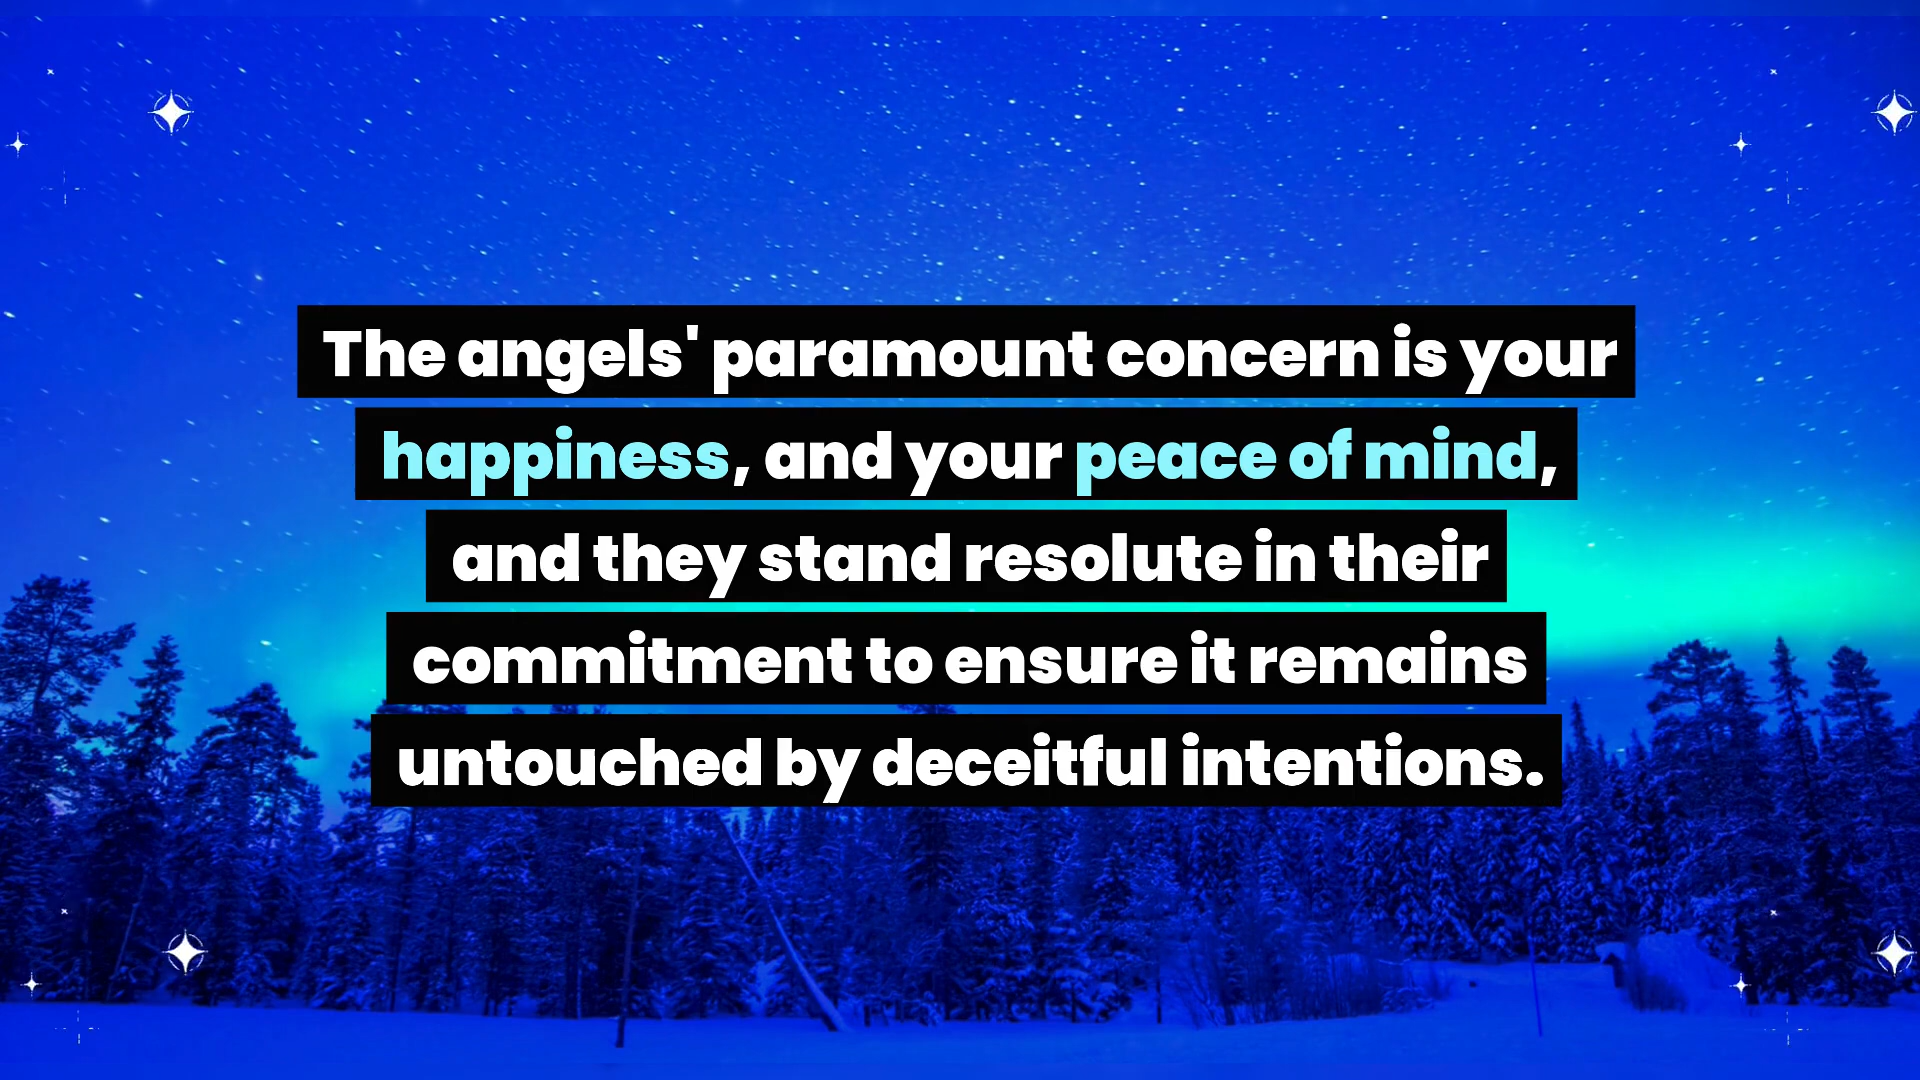 The angels' paramount concern is your
happiness, and your peace of mind,
and they stand resolute in their
commitment to ensure it remains
untouched by deceitful intentions.